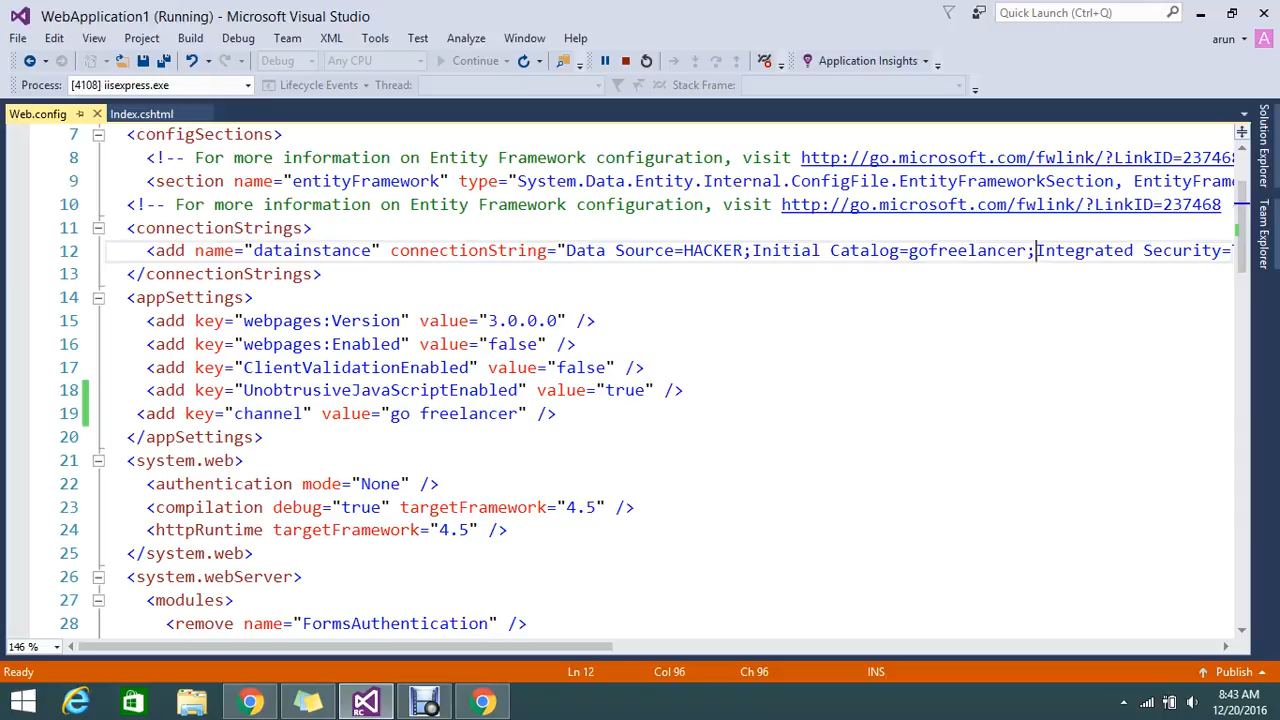 WebApplication1 (Running) - Microsoft Visual Studio
Quick Launch (Ctrl+Q)
File Edit View Project Build Debug Team XML Tools Test Analyze Window Help
arun
A
Debug Any CPU Continue Application Insights
Process: [4108] iisexpress.exe Lifecycle Events Thread: Stack Frame:
Web.config Index.cshtml
Solution Explorer
Team Explorer
7 <configSections>
8 <!-- For more information on Entity Framework configuration, visit http://go.microsoft.com/fwlink/?LinkID=237468
9 <section name="entityFramework" type="System.Data.Entity.Internal.ConfigFile.EntityFrameworkSection, EntityFrame
10 <!-- For more information on Entity Framework configuration, visit http://go.microsoft.com/fwlink/?LinkID=237468
11 <connectionStrings>
12 <add name="datainstance" connectionString="Data Source=HACKER;Initial Catalog=gofreelancer;Integrated Security=
13 </connectionStrings>
14 <appSettings>
15 <add key="webpages:Version" value="3.0.0.0" />
16 <add key="webpages:Enabled" value="false" />
17 <add key="ClientValidationEnabled" value="false" />
18 <add key="UnobtrusiveJavaScriptEnabled" value="true" />
19 <add key="channel" value="go freelancer" />
20 </appSettings>
21 <system.web>
22 <authentication mode="None" />
23 <compilation debug="true" targetFramework="4.5" />
24 <httpRuntime targetFramework="4.5" />
25 </system.web>
26 <system.webServer>
27 <modules>
28 <remove name="FormsAuthentication" />
146 %
Ready Ln 12 Col 96 Ch 96 INS Publish
RC
8:43 AM
12/20/2016